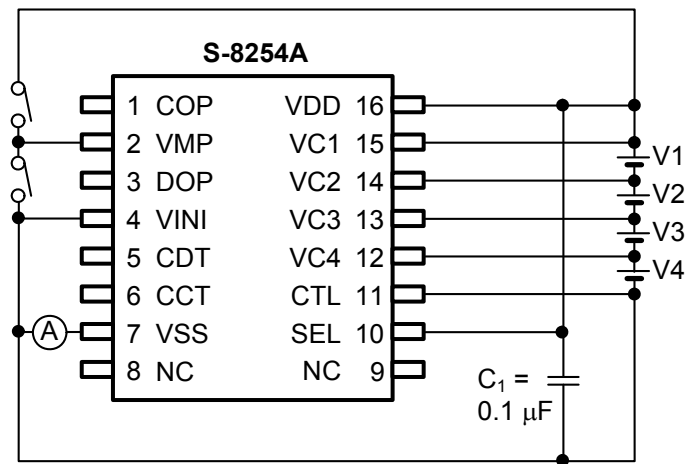 S-8254A
1 COP VDD 16
2 VMP VC1 15
3 DOP VC2 14
4 VINI VC3 13
5 CDT VC4 12
6 CCT CTL 11
7 VSS SEL 10
8 NC NC 9
A
V1
V2
V3
V4
C₁ =
0.1 μF